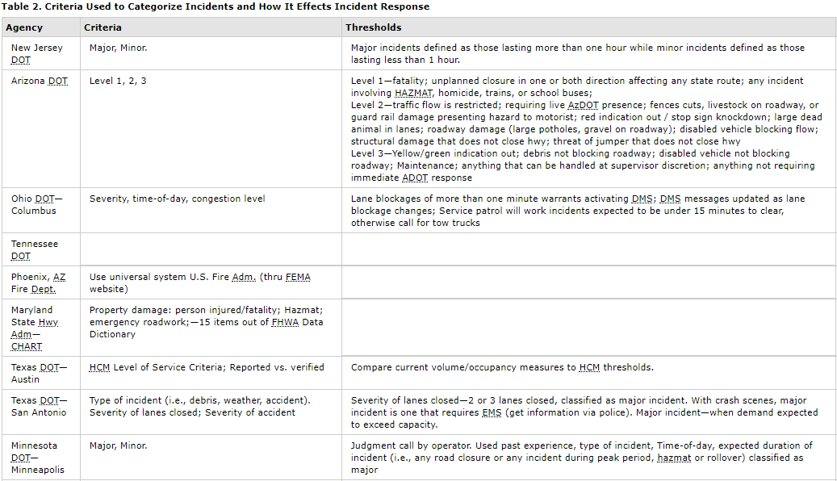 Table 2. Criteria Used to Categorize Incidents and How It Effects Incident Response
Agency Criteria Thresholds
New Jersey DOT
Major, Minor.
Major incidents defined as those lasting more than one hour while minor incidents defined as those
lasting less than 1 hour.
Arizona DOT
Level 1, 2, 3
Level 1—fatality; unplanned closure in one or both direction affecting any state route; any incident
involving HAZMAT, homicide, trains, or school buses;
Level 2—traffic flow is restricted; requiring live AzDOT presence; fences cuts, livestock on roadway, or
guard rail damage presenting hazard to motorist; red indication out / stop sign knockdown; large dead
animal in lanes; roadway damage (large potholes, gravel on roadway); disabled vehicle blocking flow;
structural damage that does not close hwy; threat of jumper that does not close hwy
Level 3—Yellow/green indication out; debris not blocking roadway; disabled vehicle not blocking
roadway; Maintenance; anything that can be handled at supervisor discretion; anything not requiring
immediate ADOT response
Ohio DOT—
Columbus
Severity, time-of-day, congestion level
Lane blockages of more than one minute warrants activating DMS; DMS messages updated as lane
blockage changes; Service patrol will work incidents expected to be under 15 minutes to clear,
otherwise call for tow trucks
Tennessee
DOT
Phoenix, AZ
Fire Dept.
Use universal system U.S. Fire Adm. (thru FEMA
website)
Maryland
State Hwy
Adm—
CHART
Property damage: person injured/fatality; Hazmat;
emergency roadwork;—15 items out of FHWA Data
Dictionary
Texas DOT—
Austin
HCM Level of Service Criteria; Reported vs. verified
Compare current volume/occupancy measures to HCM thresholds.
Texas DOT—
San Antonio
Type of incident (i.e., debris, weather, accident).
Severity of lanes closed; Severity of accident
Severity of lanes closed—2 or 3 lanes closed, classified as major incident. With crash scenes, major
incident is one that requires EMS (get information via police). Major incident—when demand expected
to exceed capacity.
Minnesota
DOT—
Minneapolis
Major, Minor.
Judgment call by operator. Used past experience, type of incident, Time-of-day, expected duration of
incident (i.e., any road closure or any incident during peak period, hazmat or rollover) classified as
major